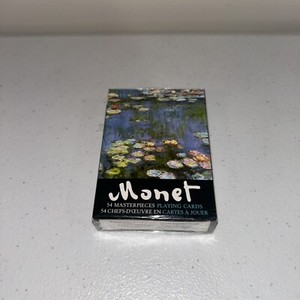 Monet
54 MASTERPIECES PLAYING CARDS
54 CHEFS-D'ŒUVRE EN CARTES À JOUER